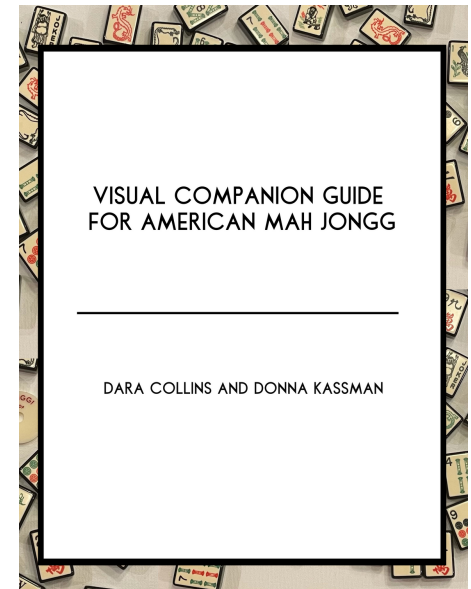 VISUAL COMPANION GUIDE
FOR AMERICAN MAH JONGG
DARA COLLINS AND DONNA KASSMAN